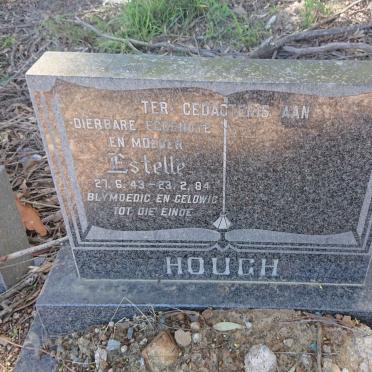 TER GEDAGTENIS AAN
DIERBARE EGGENOTE
EN MOEDER
Estelle
27. 6. 43 – 23. 2. 84
BLYMOEDIG EN GELOWIG
TOT DIE EINDE
HOUGH